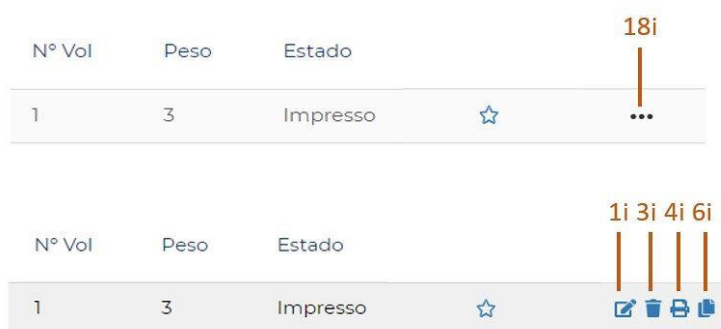 18i
Nº Vol Peso Estado
1 3 Impresso
1i 3i 4i 6i
Nº Vol Peso Estado
1 3 Impresso